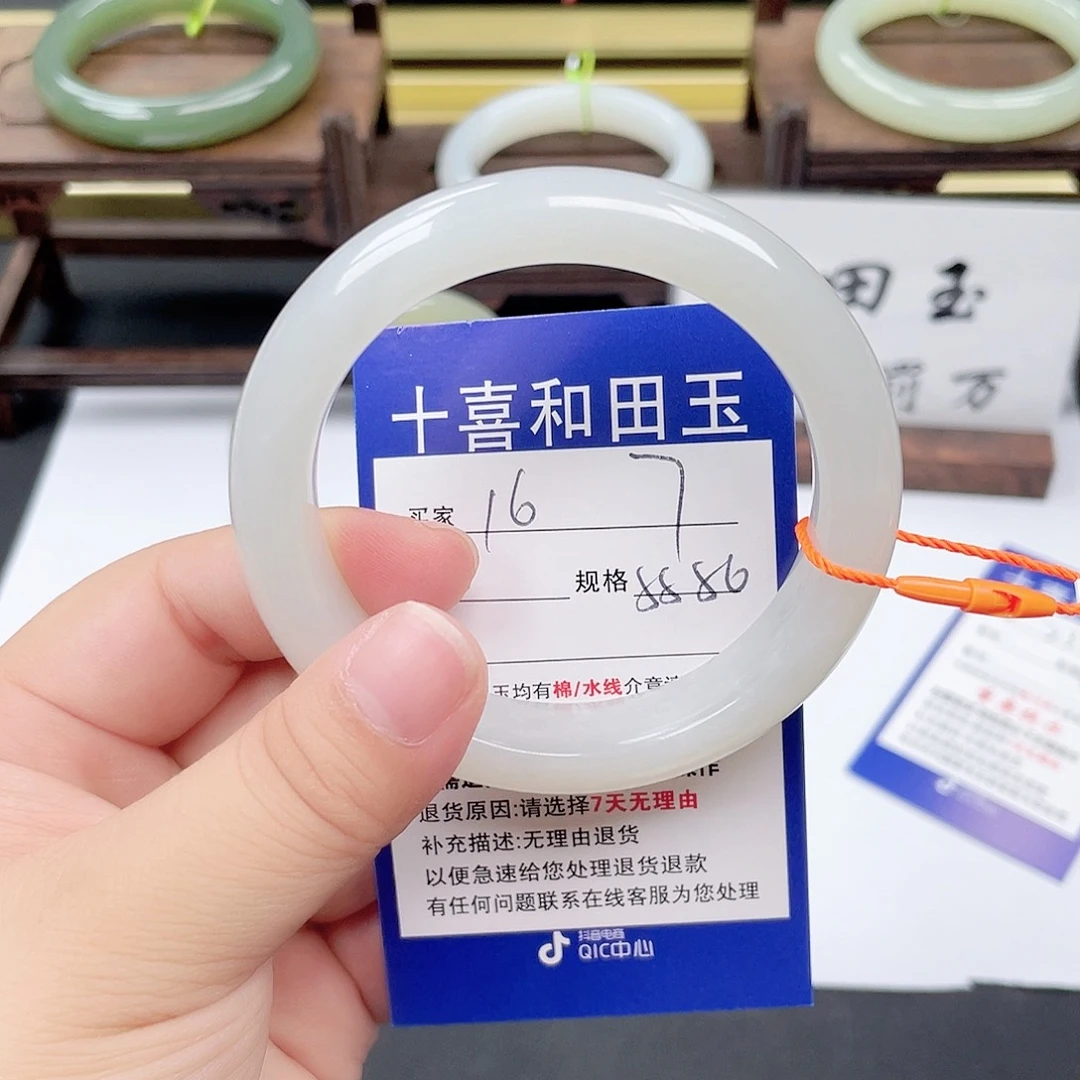 田玉
万
十喜和田玉
买家 16 7
规格 8886
玉均有棉/水线介意
退货原因:请选择7天无理由
补充描述:无理由退货
以便急速给您处理退货退款
有任何问题联系在线客服为您处理
抖音电商
QIC中心